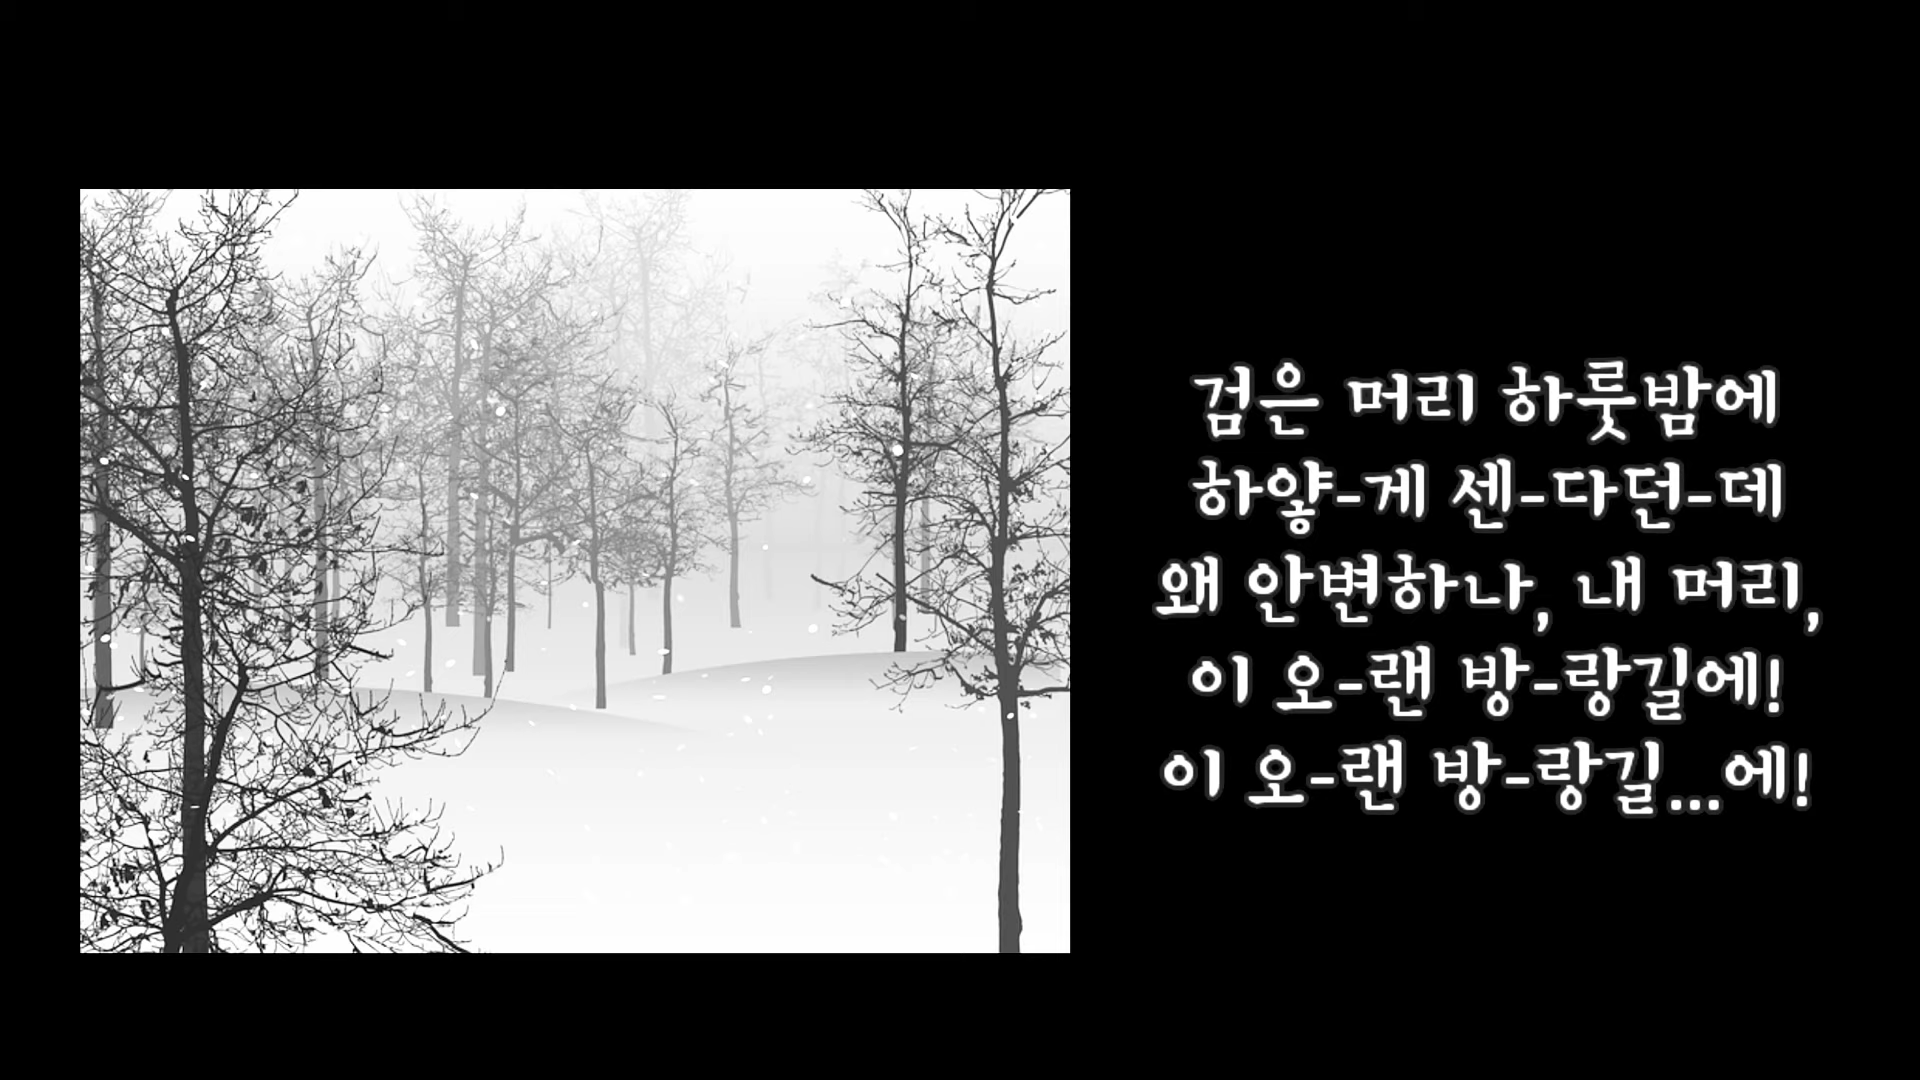 검은 머리 하룻밤에
하얗-게 센-다던-데
왜 안변하나, 내 머리,
이 오-랜 방-랑길에!
이 오-랜 방-랑길...에!